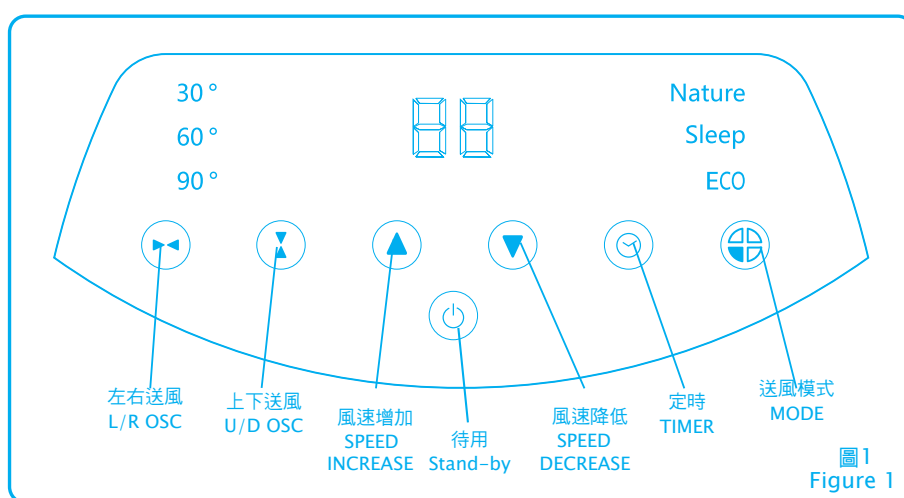 30°
60°
90°
88
Nature
Sleep
ECO
左右送風
L/R OSC
上下送風
U/D OSC
風速增加
SPEED
INCREASE
待用
Stand-by
風速降低
SPEED
DECREASE
定時
TIMER
送風模式
MODE
圖1
Figure 1